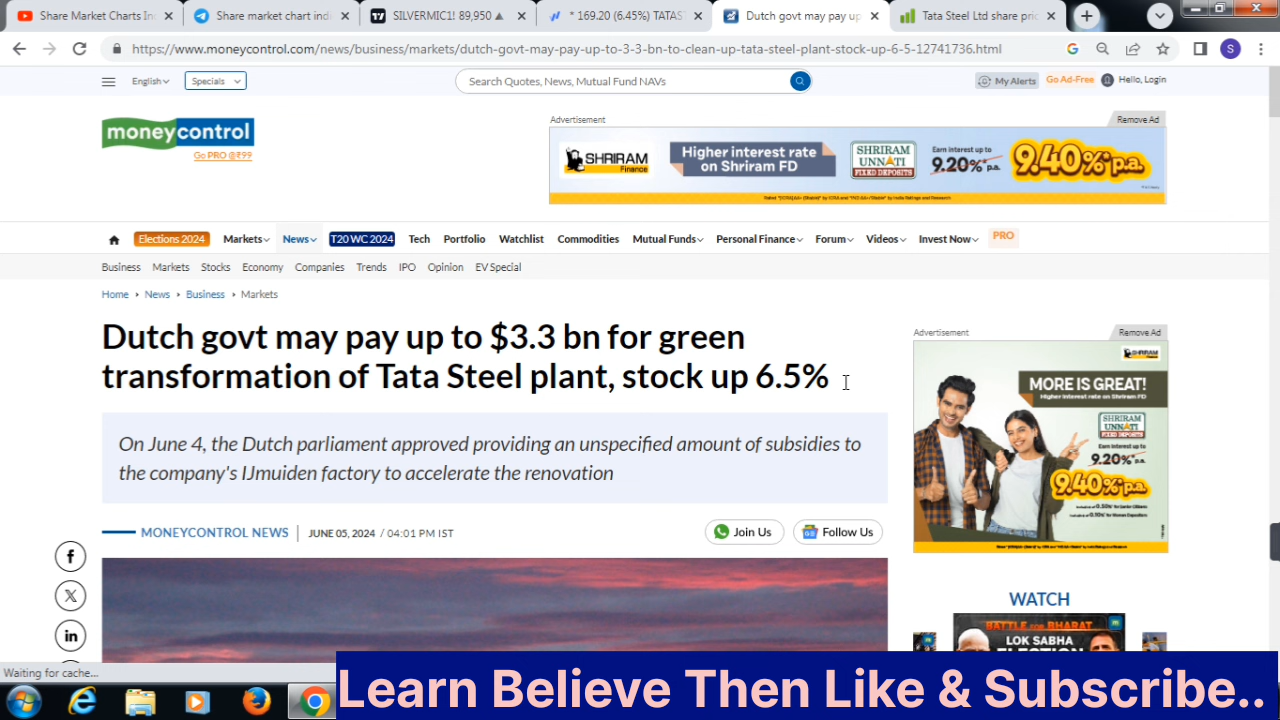 Share Market Charts In
Share market chart indi
SILVERMIC1! 89,950 ▲
* 169.20 (6.45%) TATAS
Dutch govt may pay up
Tata Steel Ltd share pric
https://www.moneycontrol.com/news/business/markets/dutch-govt-may-pay-up-to-3-3-bn-to-clean-up-tata-steel-plant-stock-up-6-5-12741736.html
S
English
Specials
Search Quotes, News, Mutual Fund NAVs
My Alerts
Go Ad-Free
Hello, Login
moneycontrol
Go PRO @₹99
Advertisement
Remove Ad
SHRIRAM
Finance
Higher interest rate
on Shriram FD
SHRIRAM
UNNATI
FIXED DEPOSITS
Earn interest up to
9.20% p.a.
9.40%* p.a.
Elections 2024 Markets News T20 WC 2024 Tech Portfolio Watchlist Commodities Mutual Funds Personal Finance Forum Videos Invest Now PRO
Business Markets Stocks Economy Companies Trends IPO Opinion EV Special
Home News Business Markets
Dutch govt may pay up to $3.3 bn for green
transformation of Tata Steel plant, stock up 6.5%
On June 4, the Dutch parliament approved providing an unspecified amount of subsidies to
the company's IJmuiden factory to accelerate the renovation
MONEYCONTROL NEWS
JUNE 05, 2024 / 04:01 PM IST
Join Us
Follow Us
Advertisement
Remove Ad
SHRIRAM
MORE IS GREAT!
Higher interest rate on Shriram FD
SHRIRAM
UNNATI
FIXED DEPOSITS
Earn interest up to
9.20% p.a.
9.40%* p.a.
WATCH
BATTLE FOR BHARAT
LOK SABHA
Waiting for cache...
Learn Believe Then Like & Subscribe..